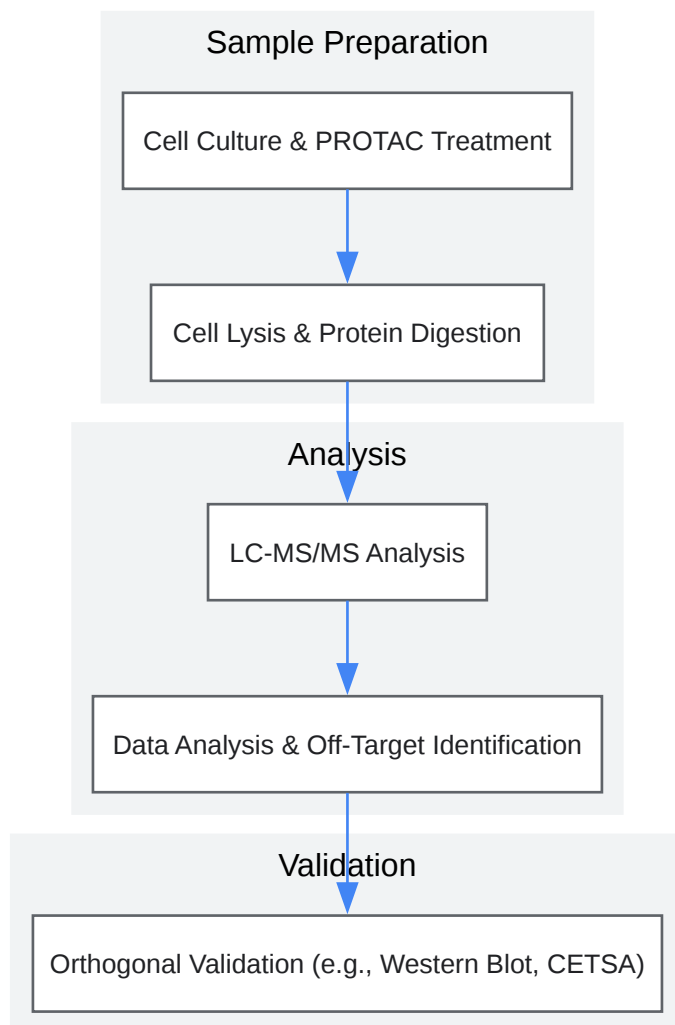 Sample Preparation
Cell Culture & PROTAC Treatment
Cell Lysis & Protein Digestion
Analysis
LC-MS/MS Analysis
Data Analysis & Off-Target Identification
Validation
Orthogonal Validation (e.g., Western Blot, CETSA)